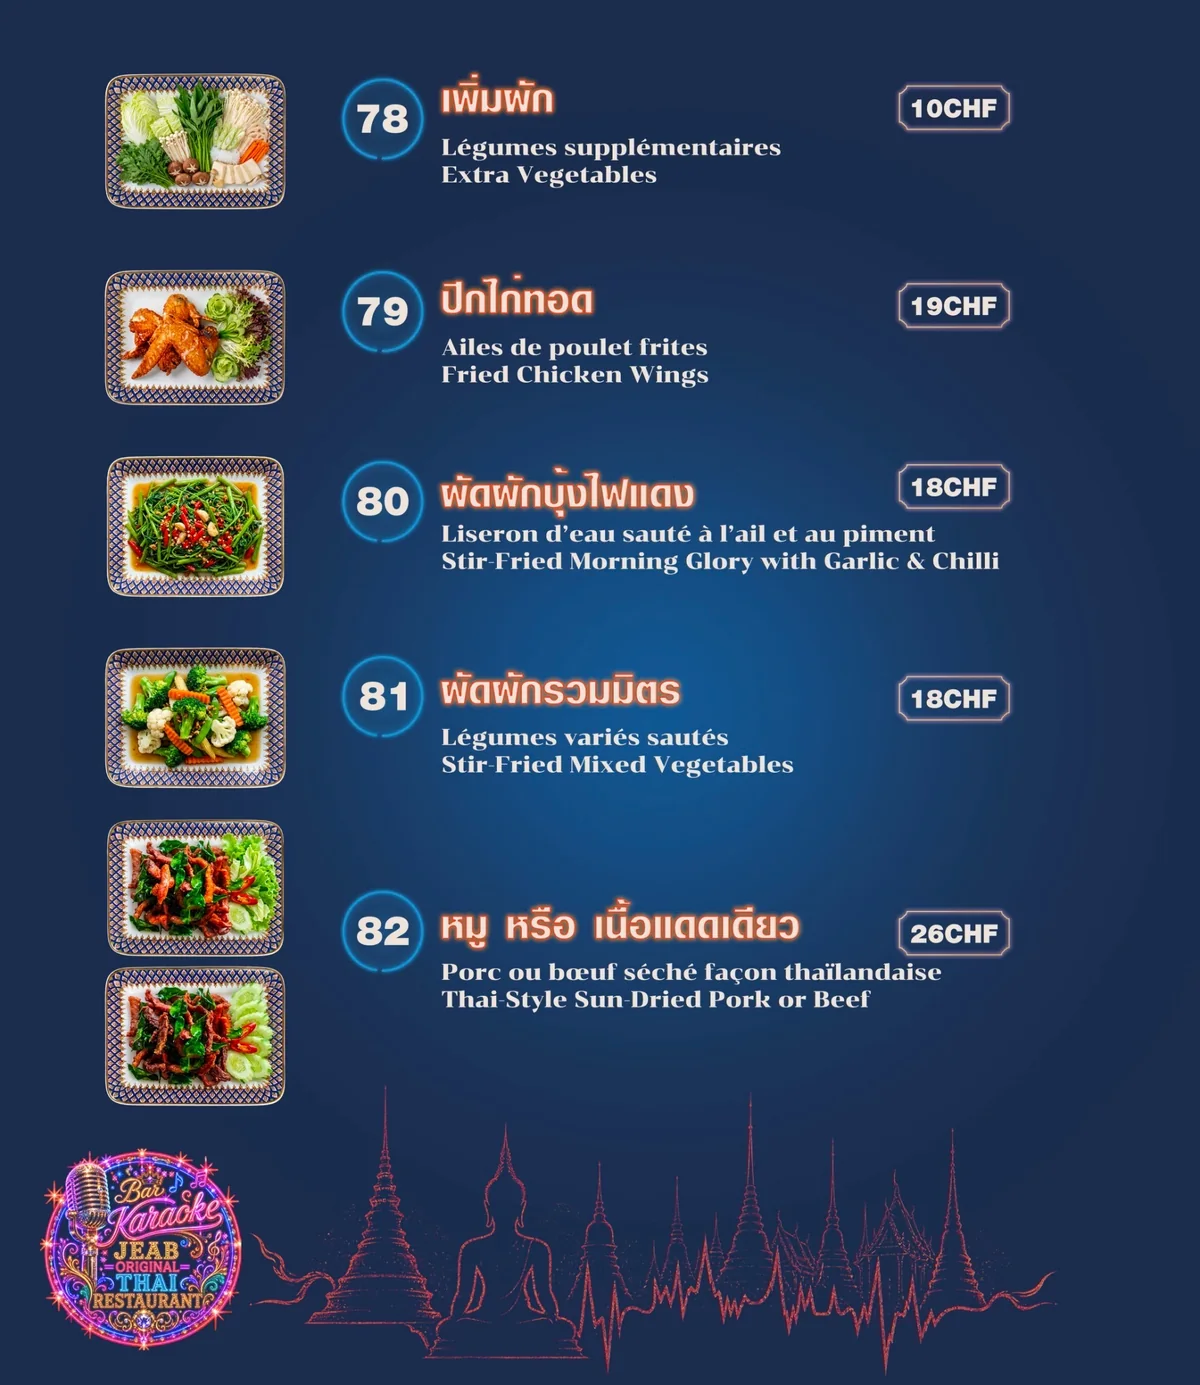 78
เพิ่มผัก
10CHF
Légumes supplémentaires
Extra Vegetables
79
ปีกไก่ทอด
19CHF
Ailes de poulet frites
Fried Chicken Wings
80
ผัดผักบุ้งไฟแดง
18CHF
Liseron d’eau sauté à l’ail et au piment
Stir-Fried Morning Glory with Garlic & Chilli
81
ผัดผักรวมมิตร
18CHF
Légumes variés sautés
Stir-Fried Mixed Vegetables
82
หมู หรือ เนื้อแดดเดียว
26CHF
Porc ou bœuf séché façon thaïlandaise
Thai-Style Sun-Dried Pork or Beef
Bar
Karaoke
JEAB
ORIGINAL
THAI
RESTAURANT